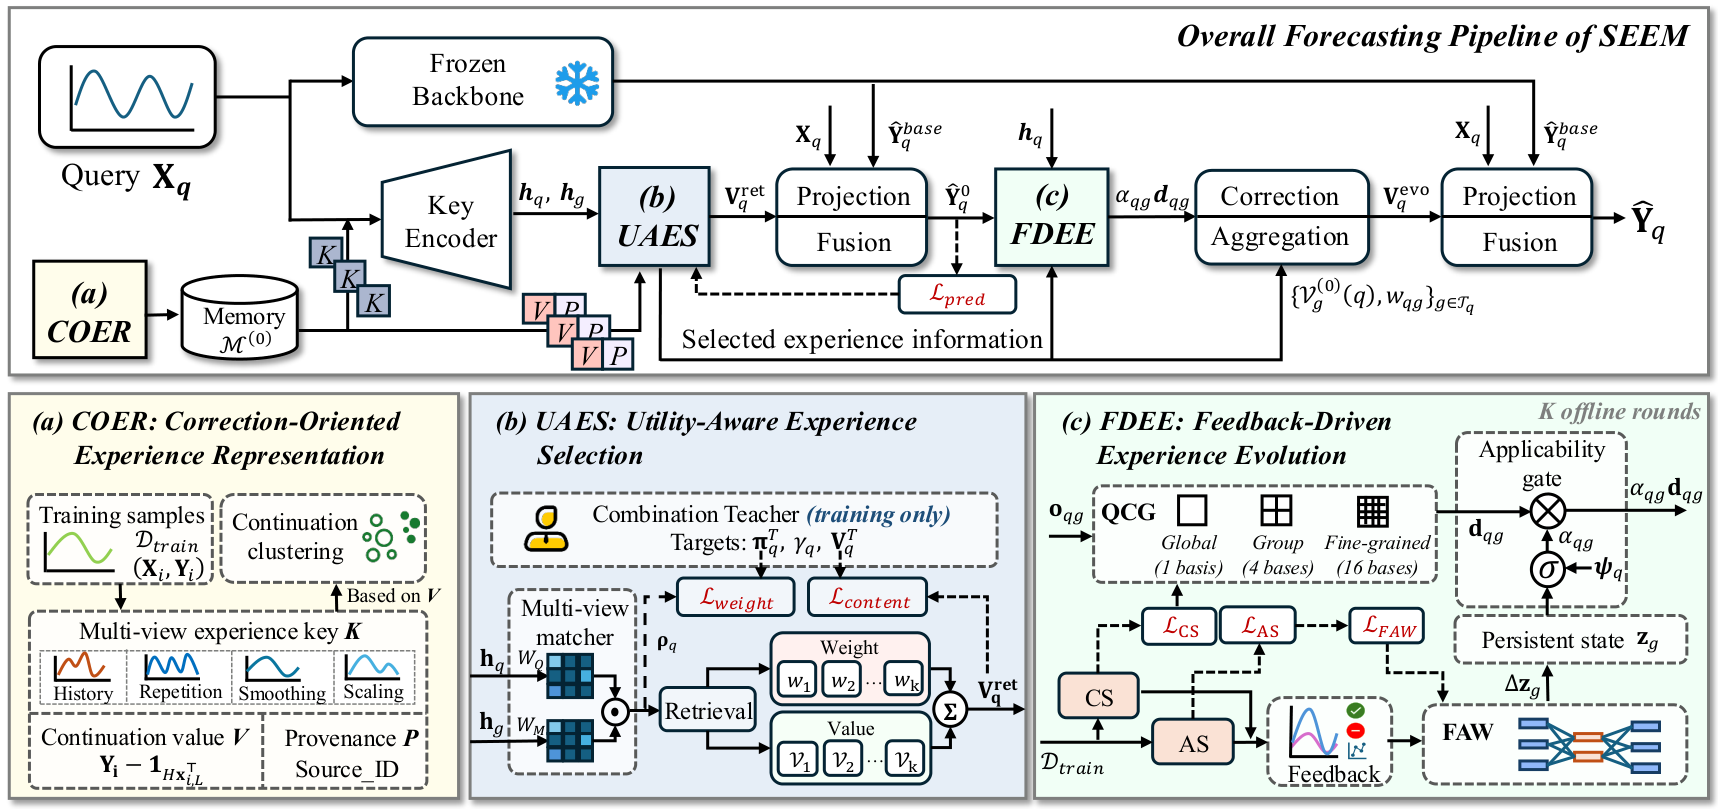 Overall Forecasting Pipeline of SEEM
Query X_q
Frozen
Backbone
Key
Encoder
h_q, h_g
(a)
COER
Memory
ℳ^(0)
K
K
K
V P
V P
V P
(b)
UAES
V_q^ret
X_q
Ŷ_q^base
Projection
Fusion
Ŷ_q^0
ℒ_pred
h_q
(c)
FDEE
α_qg d_qg
Correction
Aggregation
V_q^evo
X_q
Ŷ_q^base
Projection
Fusion
Ŷ_q
{𝒱_g^(0)(q), w_qg}_g∈𝒯_q
Selected experience information
(a) COER: Correction-Oriented
Experience Representation
Training samples
𝒟_train
(X_i, Y_i)
Continuation
clustering
Based on V
Multi-view experience key K
History
Repetition
Smoothing
Scaling
Continuation value V
Y_i − 1_Hx_i,L^⊤
Provenance P
Source_ID
(b) UAES: Utility-Aware Experience
Selection
Combination Teacher (training only)
Targets: π_q^T, γ_q, V_q^T
ℒ_weight
ℒ_content
Multi-view
matcher
h_q
W_Q
h_g
W_M
ρ_q
Retrieval
Weight
w_1 w_2 ... w_k
Value
𝒱_1 𝒱_2 ... 𝒱_k
Σ
V_q^ret
(c) FDEE: Feedback-Driven
Experience Evolution
K offline rounds
o_qg
QCG
Global
(1 basis)
Group
(4 bases)
Fine-grained
(16 bases)
d_qg
Applicability
gate
α_qg d_qg
α_qg
σ
ψ_q
ℒ_CS
ℒ_AS
ℒ_FAW
Persistent state z_g
Δz_g
CS
AS
𝒟_train
Feedback
FAW